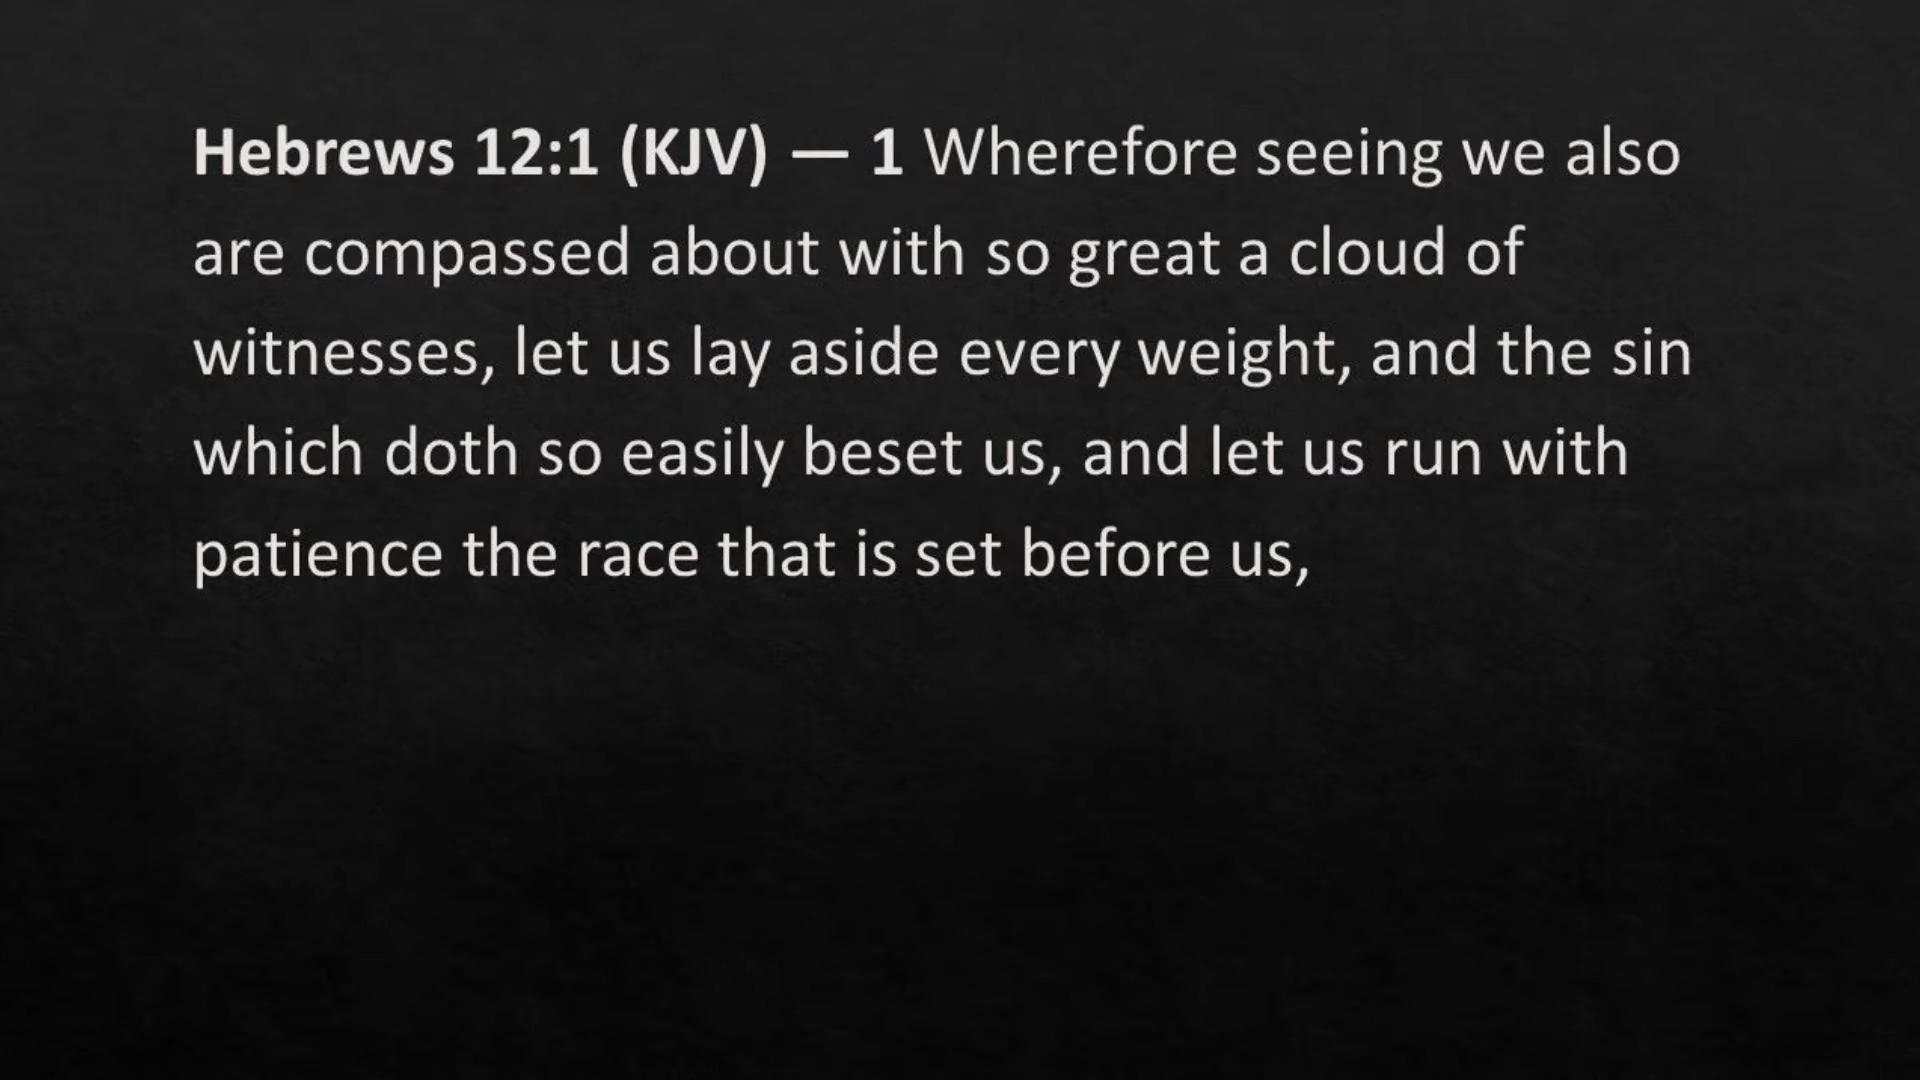 Hebrews 12:1 (KJV) — 1 Wherefore seeing we also
are compassed about with so great a cloud of
witnesses, let us lay aside every weight, and the sin
which doth so easily beset us, and let us run with
patience the race that is set before us,